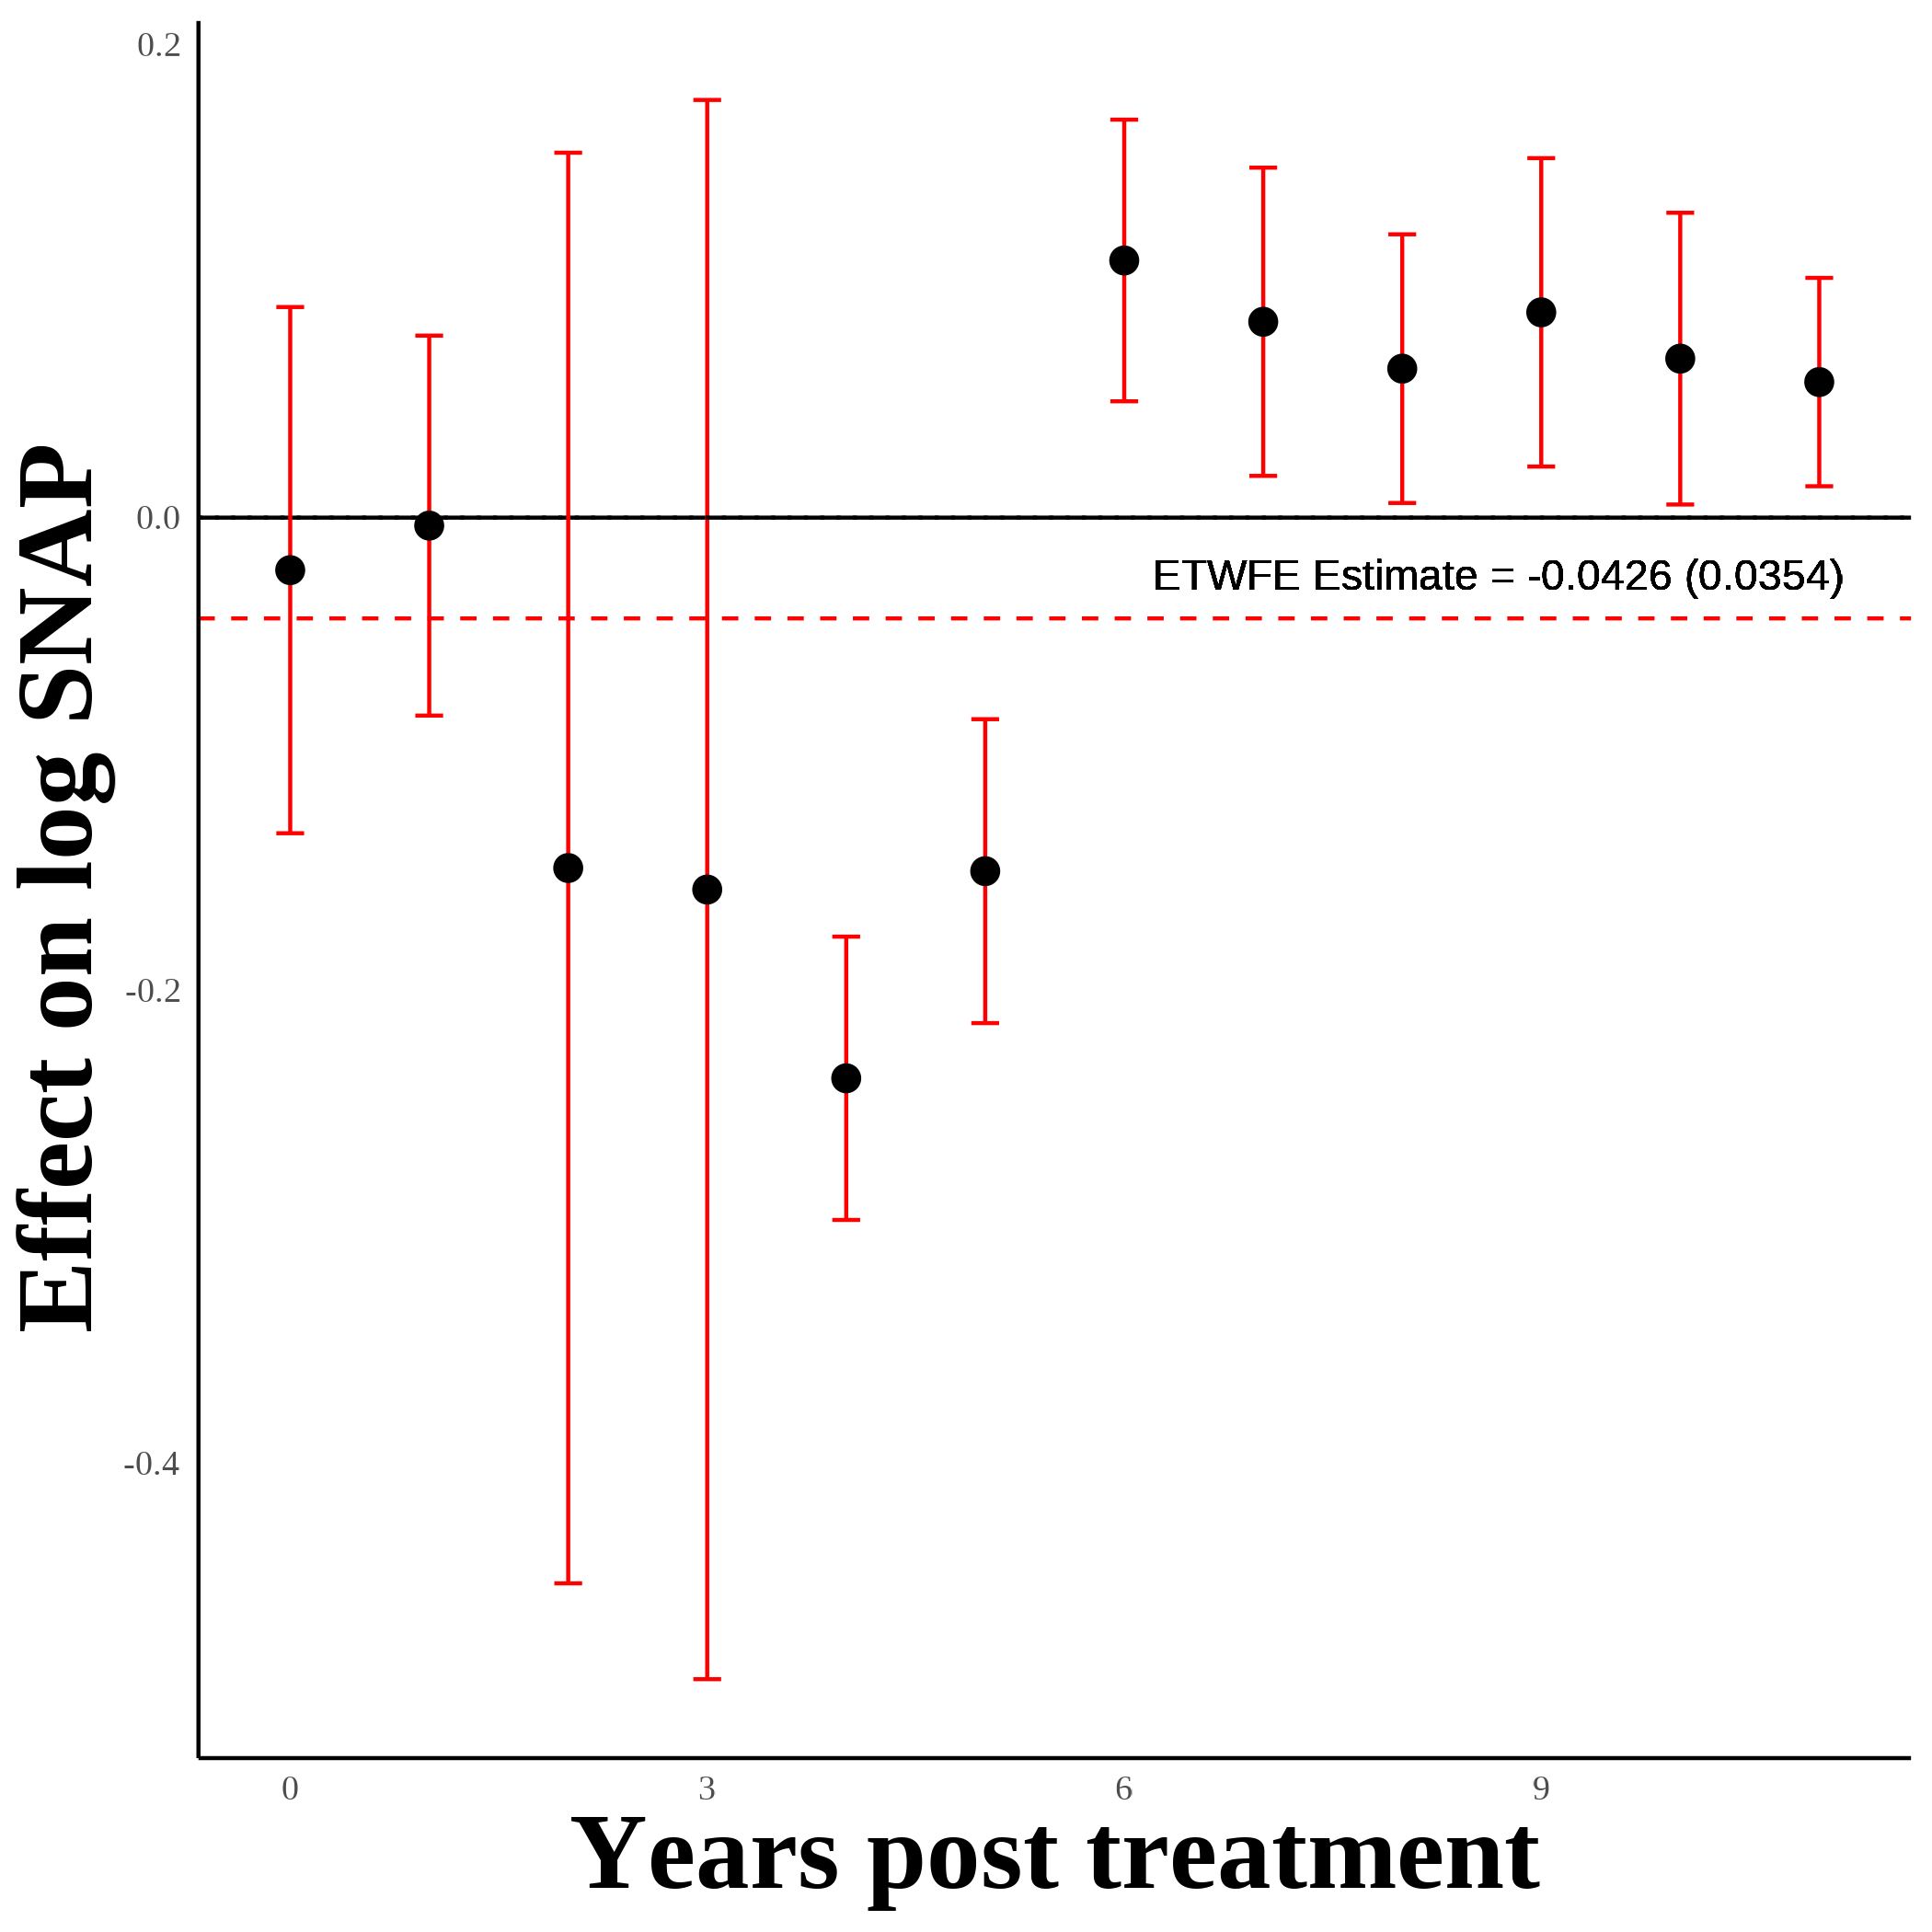 0.2
0.0
-0.2
-0.4
Effect on log SNAP
ETWFE Estimate = -0.0426 (0.0354)
0 3 6 9
Years post treatment